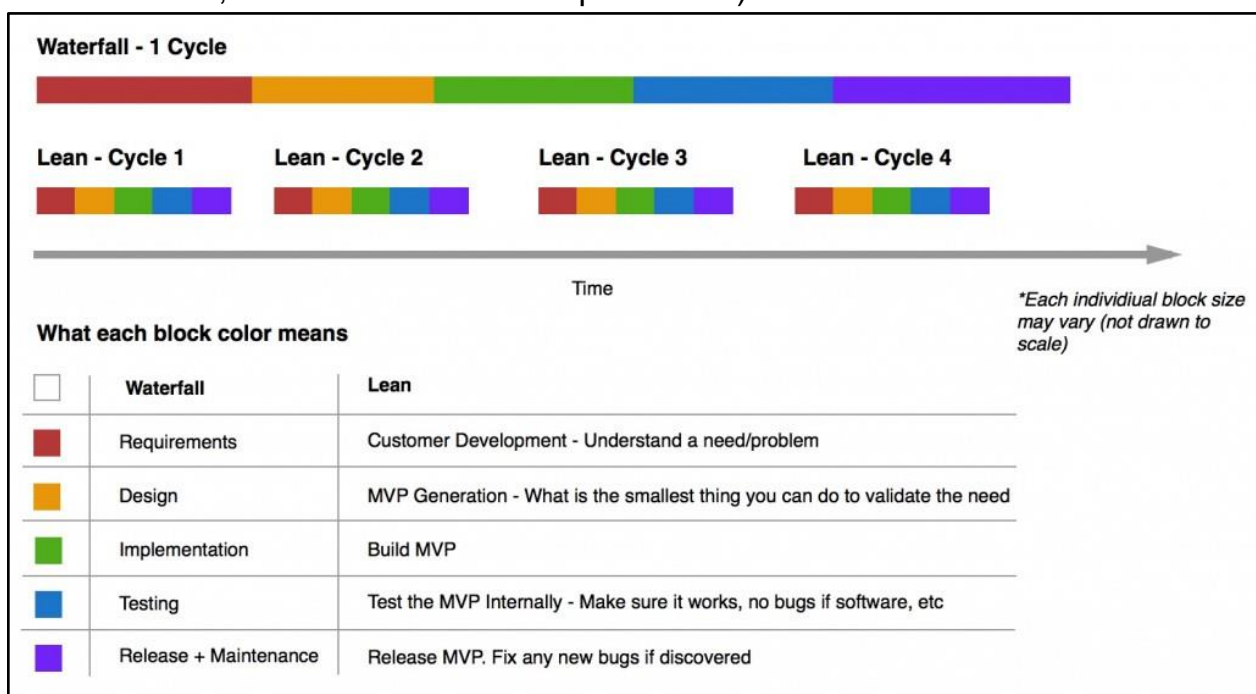 Waterfall - 1 Cycle
Lean - Cycle 1 Lean - Cycle 2 Lean - Cycle 3 Lean - Cycle 4
Time
*Each individiual block size
may vary (not drawn to
scale)
What each block color means
Waterfall Lean
Requirements Customer Development - Understand a need/problem
Design MVP Generation - What is the smallest thing you can do to validate the need
Implementation Build MVP
Testing Test the MVP Internally - Make sure it works, no bugs if software, etc
Release + Maintenance Release MVP. Fix any new bugs if discovered